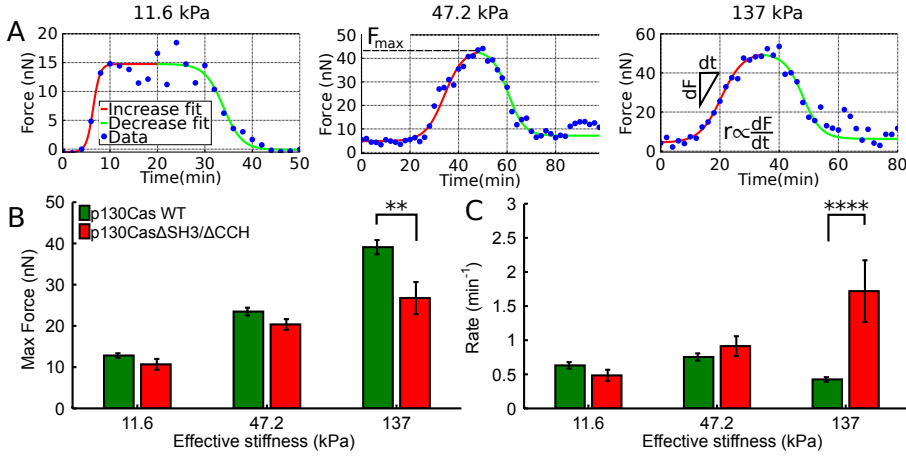 11.6 kPa
47.2 kPa
137 kPa
A
Force (nN)
15
10
5
0
Increase fit
Decrease fit
Data
0 10 20 30 40 50
Time(min)
Force (nN)
50
40
30
20
10
0
Fmax
0 20 40 60 80
Time(min)
Force (nN)
60
40
20
0
dt
dF
r∝dF/dt
0 20 40 60 80
Time(min)
B
Max Force (nN)
50
40
30
20
10
0
p130Cas WT
p130CasΔSH3/ΔCCH
**
11.6 47.2 137
Effective stiffness (kPa)
C
Rate (min⁻¹)
3
2.5
2
1.5
1
0.5
0
****
11.6 47.2 137
Effective stiffness (kPa)